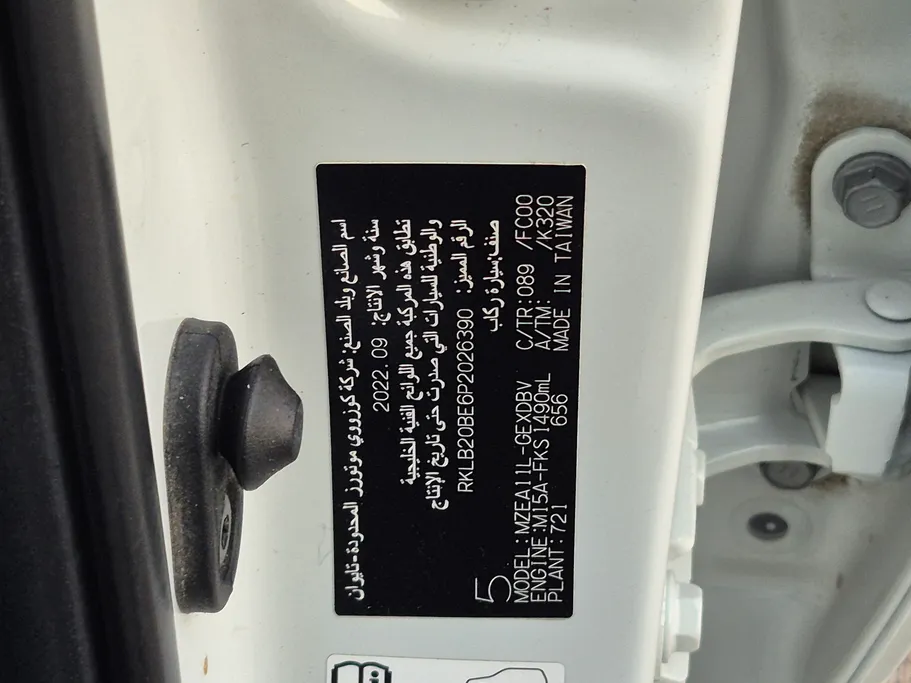 اسم الصانع وبلد الصنع: شركة كوزووي موتورز المحدودة-تايوان
سنة وشهر الانتاج: 2022.09
تطابق هذه المركبة جميع اللوائح الفنية الخليجية
والوطنية للسيارات التي صدرت حتى تاريخ الإنتاج
الرقم المميز: RKLB20BE6P2026390
صنف:سيارة ركاب
5
MODEL:MZEA11L-GEXDBV C/TR:089 /FC00
ENGINE:M15A-FKS 1490mL A/TM: /K320
PLANT:721 656 MADE IN TAIWAN